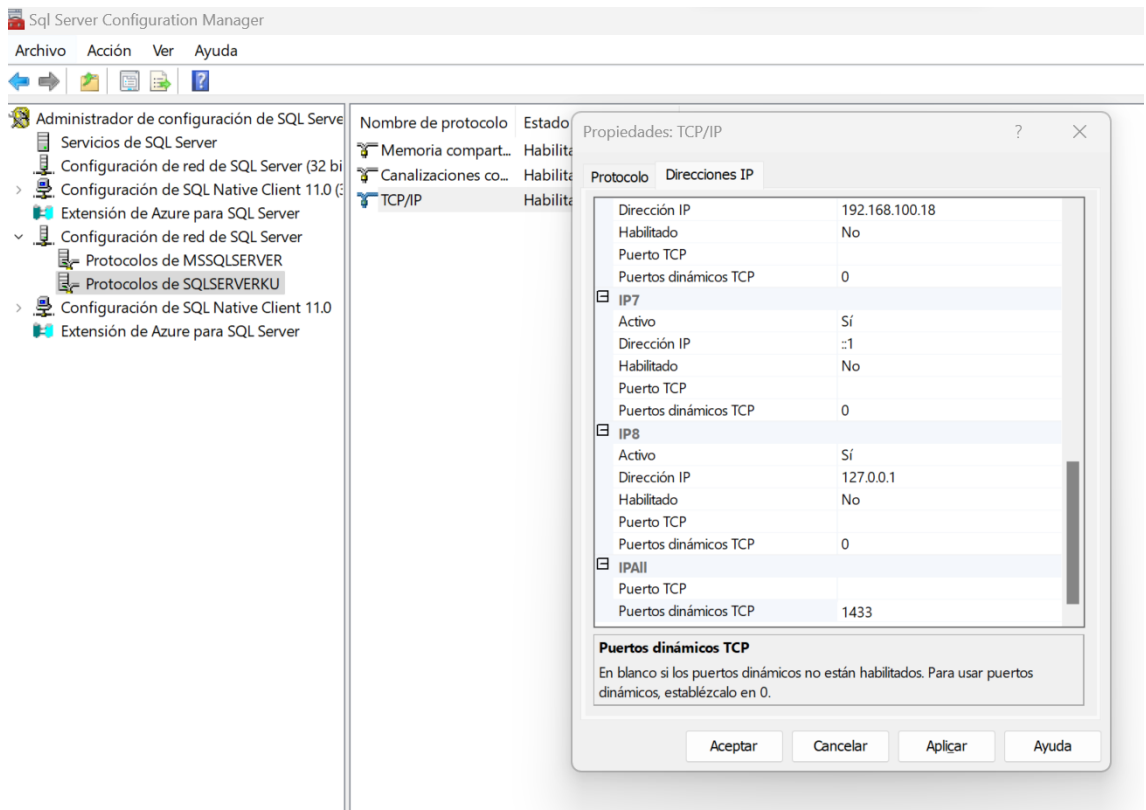 Sql Server Configuration Manager
Archivo Acción Ver Ayuda
Administrador de configuración de SQL Serve
Servicios de SQL Server
Configuración de red de SQL Server (32 bi
Configuración de SQL Native Client 11.0 (3
Extensión de Azure para SQL Server
Configuración de red de SQL Server
Protocolos de MSSQLSERVER
Protocolos de SQLSERVERKU
Configuración de SQL Native Client 11.0
Extensión de Azure para SQL Server
Nombre de protocolo Estado
Memoria compart... Habilita
Canalizaciones co... Habilita
TCP/IP Habilita
Propiedades: TCP/IP ?
Protocolo Direcciones IP
Dirección IP 192.168.100.18
Habilitado No
Puerto TCP
Puertos dinámicos TCP 0
IP7
Activo Sí
Dirección IP ::1
Habilitado No
Puerto TCP
Puertos dinámicos TCP 0
IP8
Activo Sí
Dirección IP 127.0.0.1
Habilitado No
Puerto TCP
Puertos dinámicos TCP 0
IPAll
Puerto TCP
Puertos dinámicos TCP 1433
Puertos dinámicos TCP
En blanco si los puertos dinámicos no están habilitados. Para usar puertos
dinámicos, establézcalo en 0.
Aceptar Cancelar Aplicar Ayuda